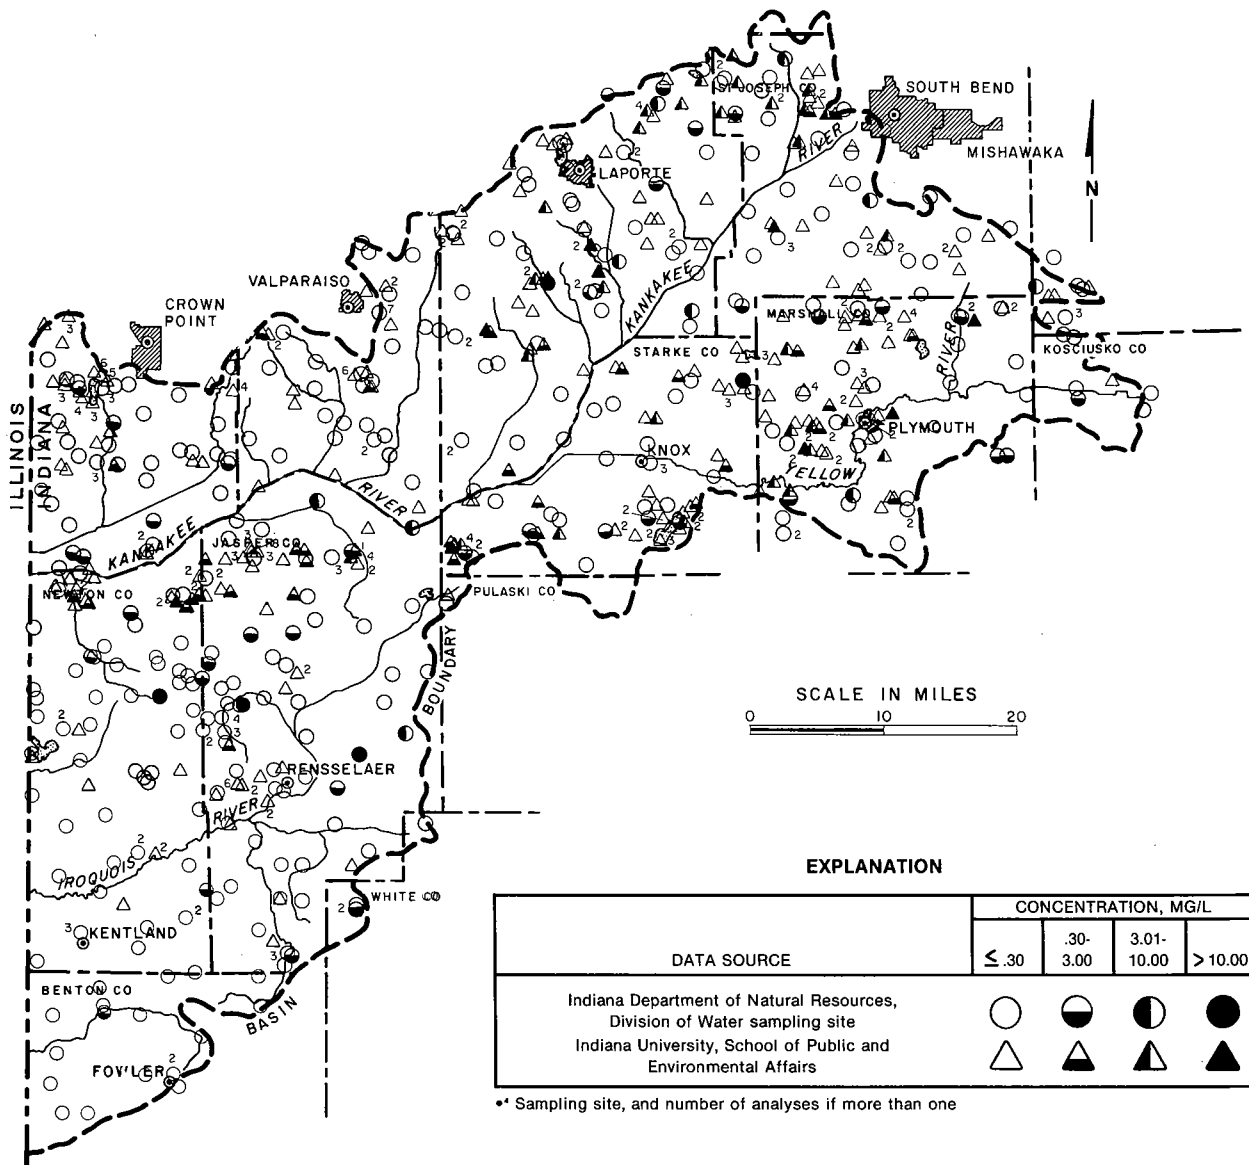 SOUTH BEND
ST JOSEPH CO
MISHAWAKA
RIVER
LAPORTE
N
VALPARAISO
CROWN
POINT
KANKAKEE
MARSHALL CO
STARKE CO
RIVER
KOSCIUSKO CO
ILLINOIS
INDIANA
PLYMOUTH
KNOX
YELLOW
RIVER
KANKAKEE
JASPER CO
NEWTON CO
PULASKI CO
BOUNDARY
SCALE IN MILES
0 10 20
RENSSELAER
RIVER
IROQUOIS
WHITE CO
KENTLAND
BENTON CO
BASIN
FOWLER
EXPLANATION
CONCENTRATION, MG/L
DATA SOURCE
≤ .30
.30-
3.00
3.01-
10.00
> 10.00
Indiana Department of Natural Resources,
Division of Water sampling site
Indiana University, School of Public and
Environmental Affairs
•4 Sampling site, and number of analyses if more than one